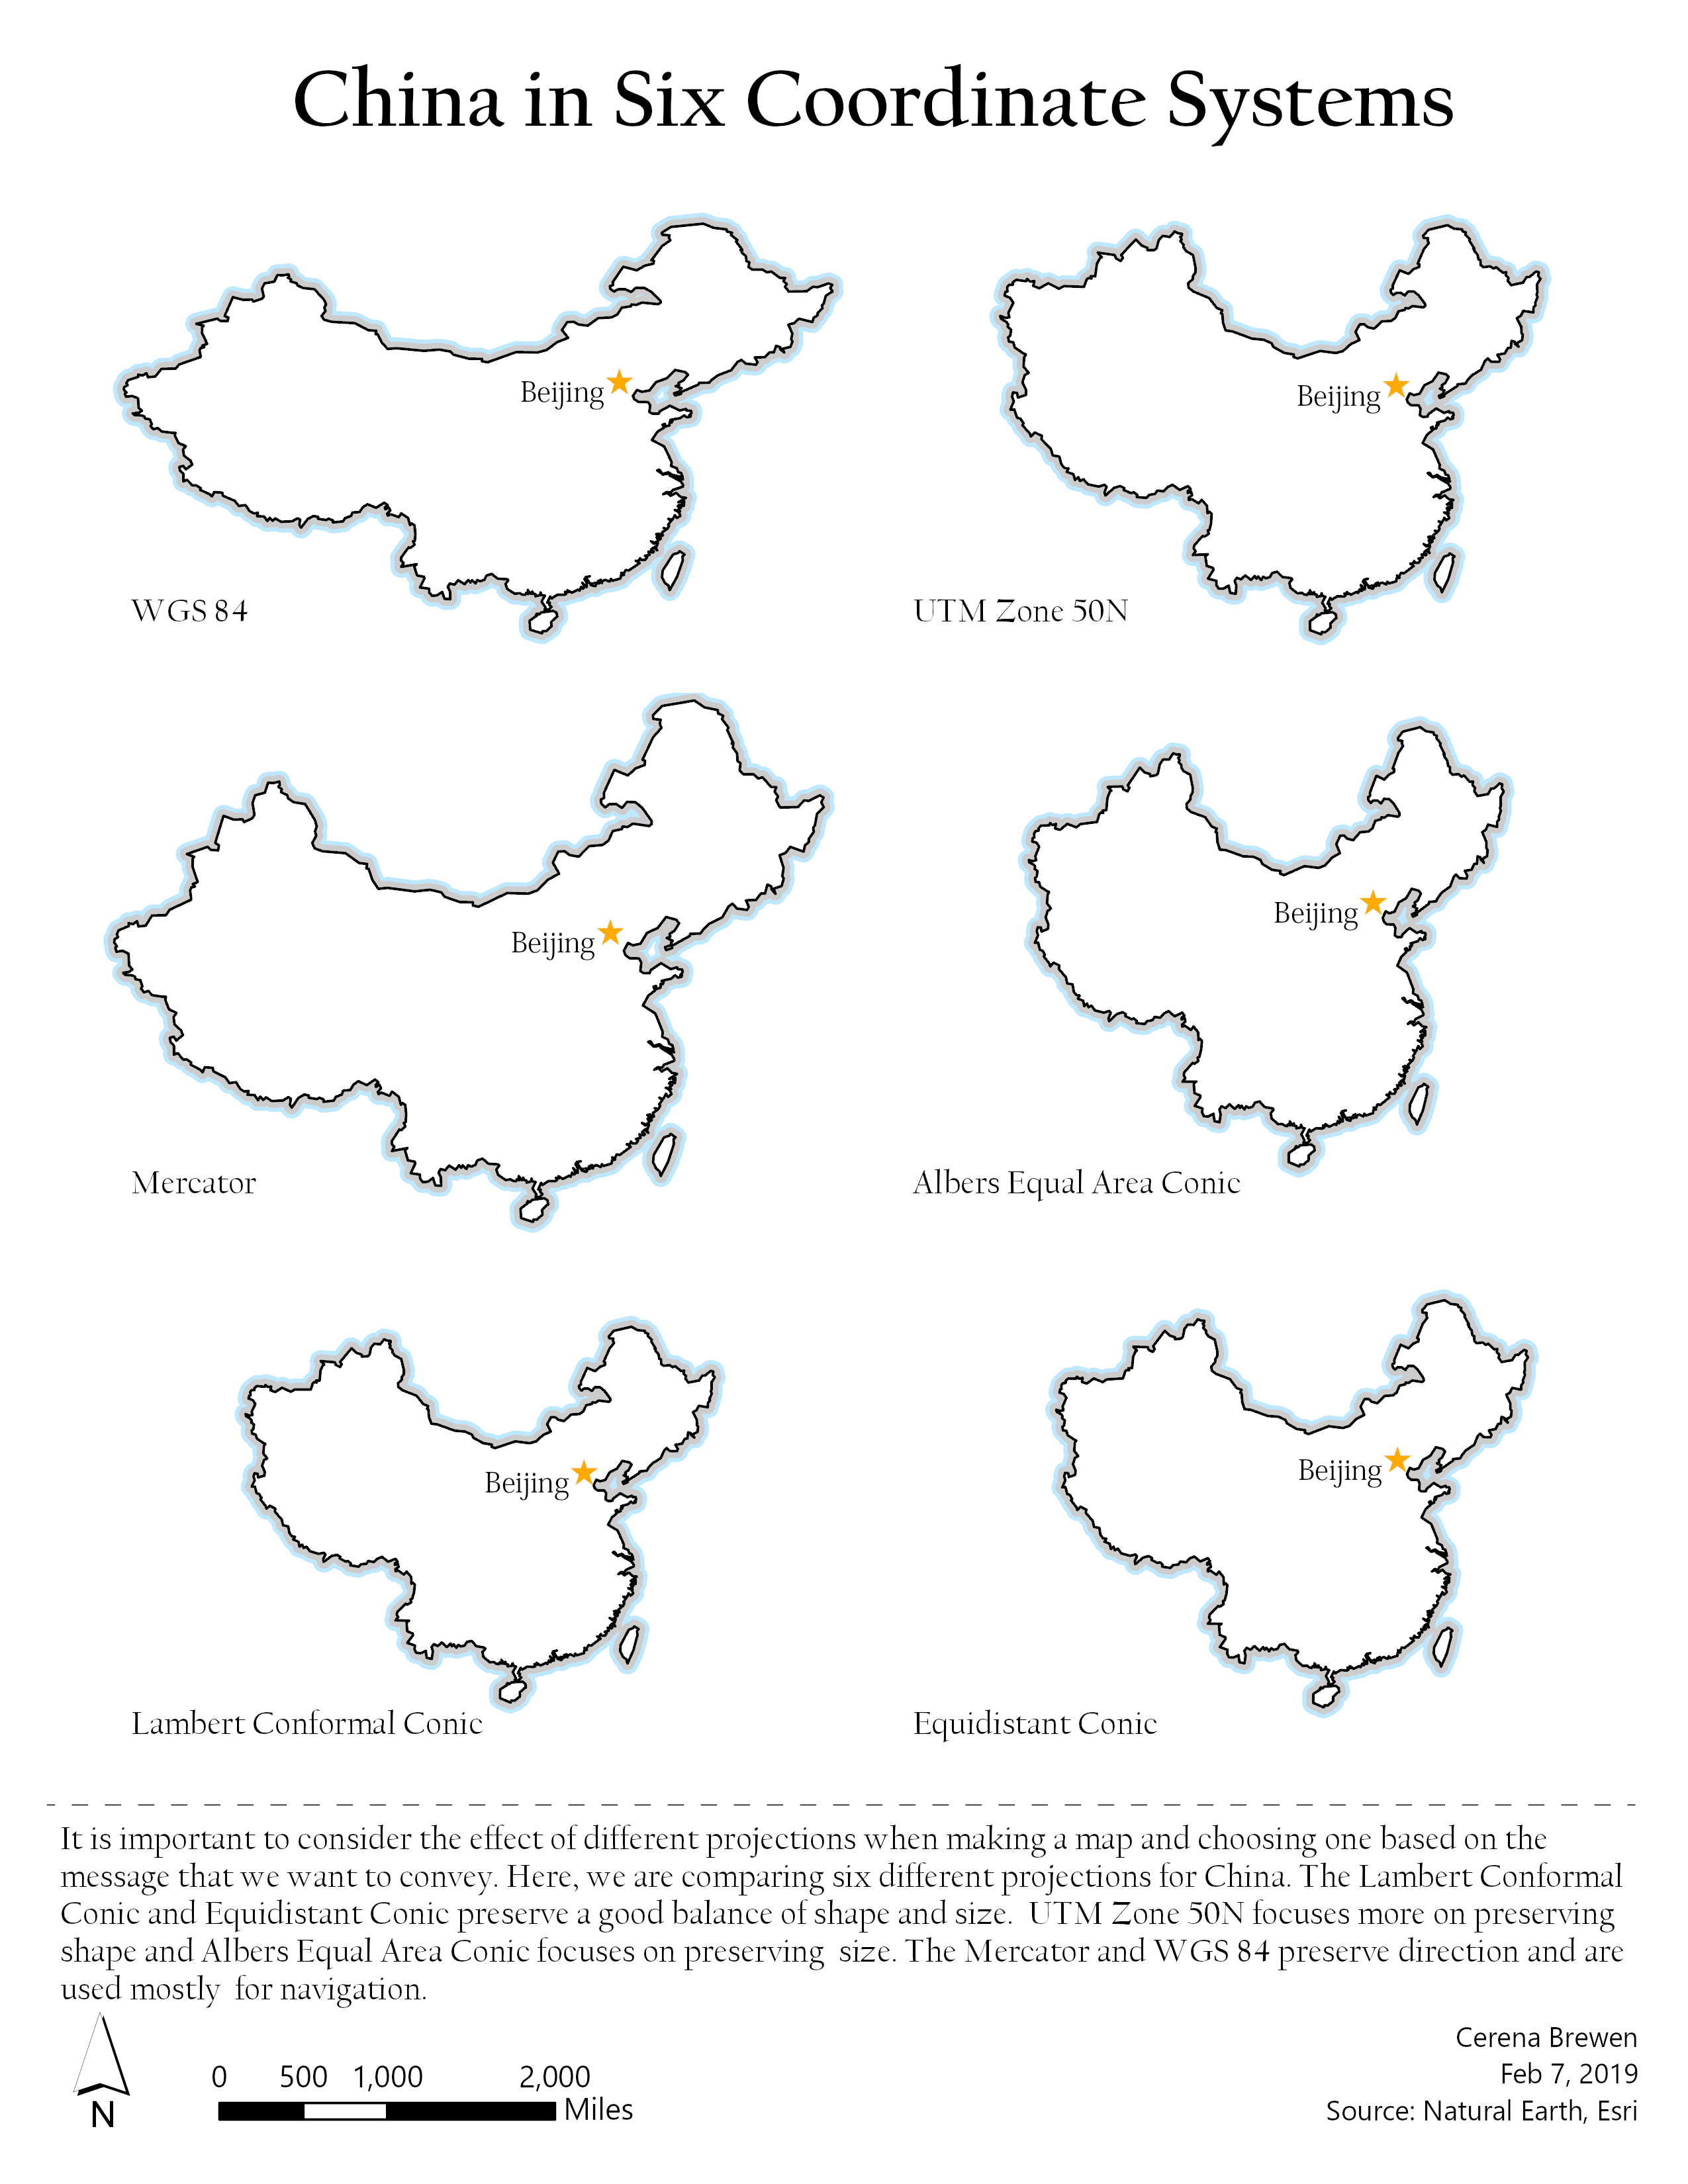 China in Six Coordinate Systems
Beijing
Beijing
WGS 84
UTM Zone 50N
Beijing
Beijing
Mercator
Albers Equal Area Conic
Beijing
Beijing
Lambert Conformal Conic
Equidistant Conic
It is important to consider the effect of different projections when making a map and choosing one based on the
message that we want to convey. Here, we are comparing six different projections for China. The Lambert Conformal
Conic and Equidistant Conic preserve a good balance of shape and size.  UTM Zone 50N focuses more on preserving
shape and Albers Equal Area Conic focuses on preserving  size. The Mercator and WGS 84 preserve direction and are
used mostly  for navigation.
N
0 500 1,000 2,000
Miles
Cerena Brewen
Feb 7, 2019
Source: Natural Earth, Esri